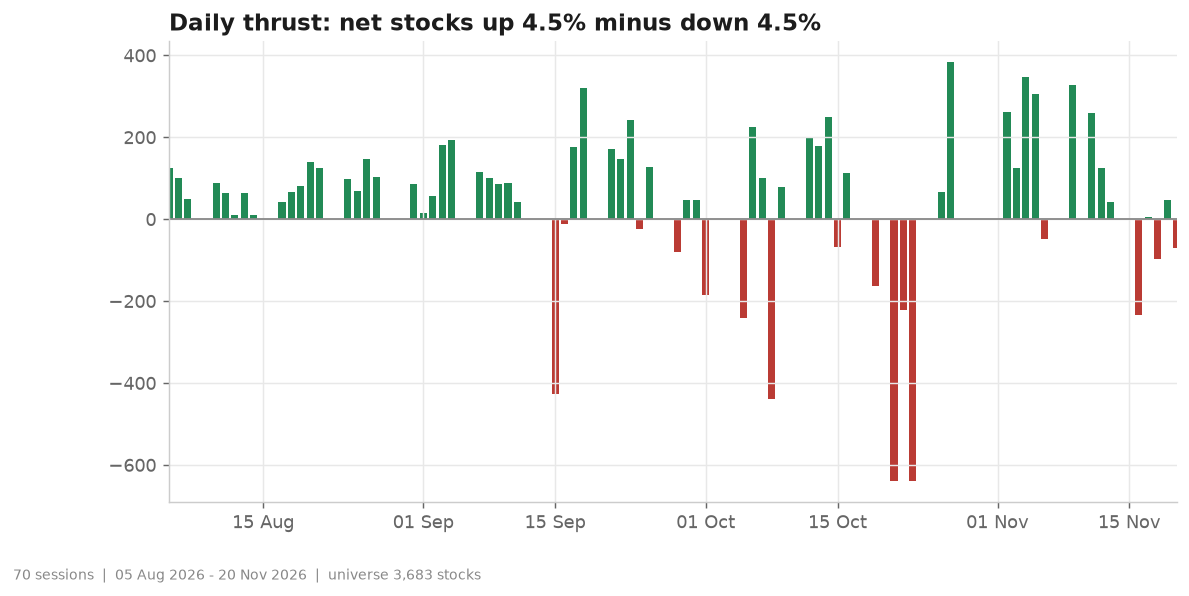 Daily thrust: net stocks up 4.5% minus down 4.5%
400
200
0
−200
−400
−600
15 Aug
01 Sep
15 Sep
01 Oct
15 Oct
01 Nov
15 Nov
70 sessions | 05 Aug 2026 - 20 Nov 2026 | universe 3,683 stocks